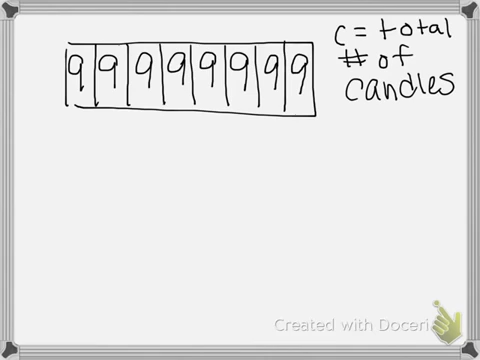 9 9 9 9 9 9 9 9
c = total
# of
candles
Created with Doceri